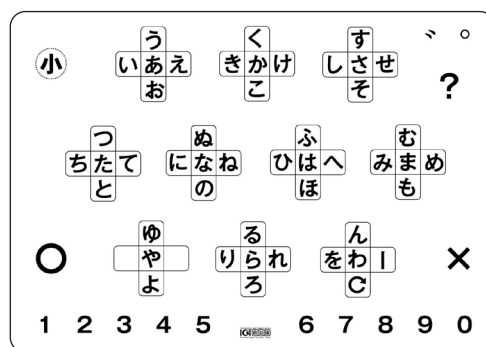 う く す ゛ ゜
小 いあえ きかけ しさせ ?
お こ そ
つ ぬ ふ む
ちたて になね ひはへ みまめ
と の ほ も
ゆ る ん
○ や りられ をわー ×
よ ろ
1 2 3 4 5 6 7 8 9 0